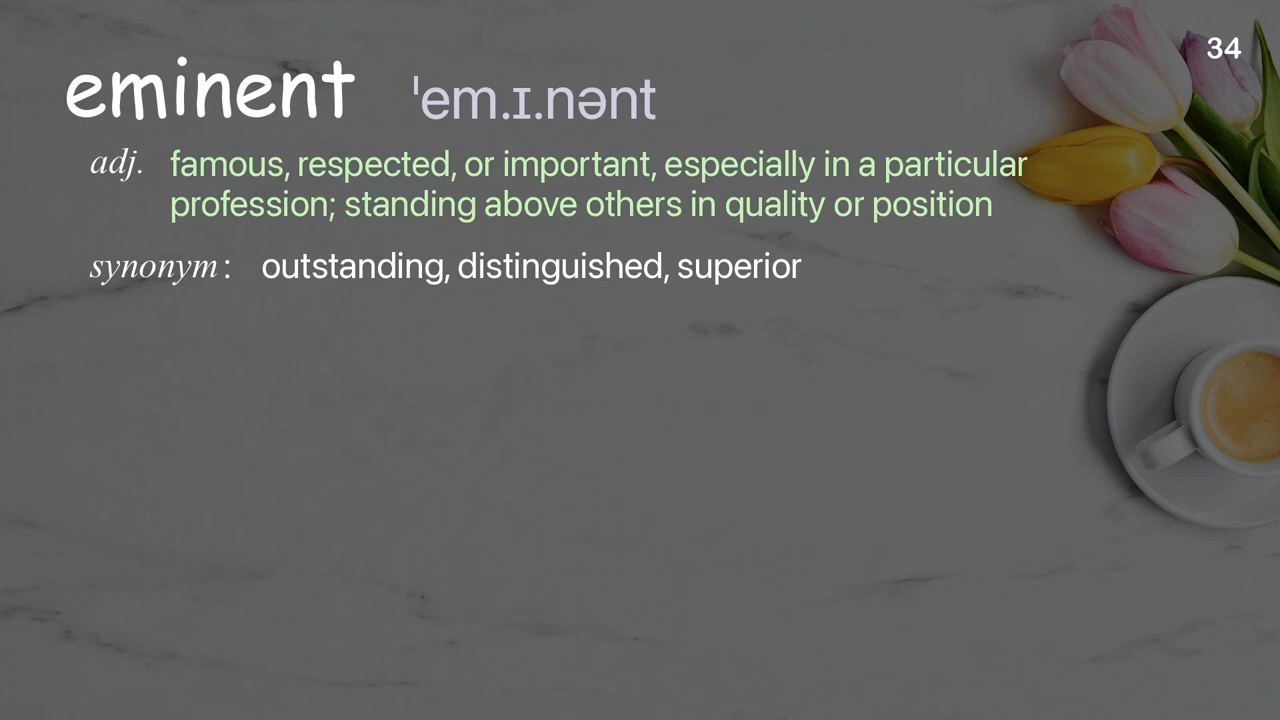 34
eminent ˈem.ɪ.nənt
adj. famous, respected, or important, especially in a particular
profession; standing above others in quality or position
synonym: outstanding, distinguished, superior